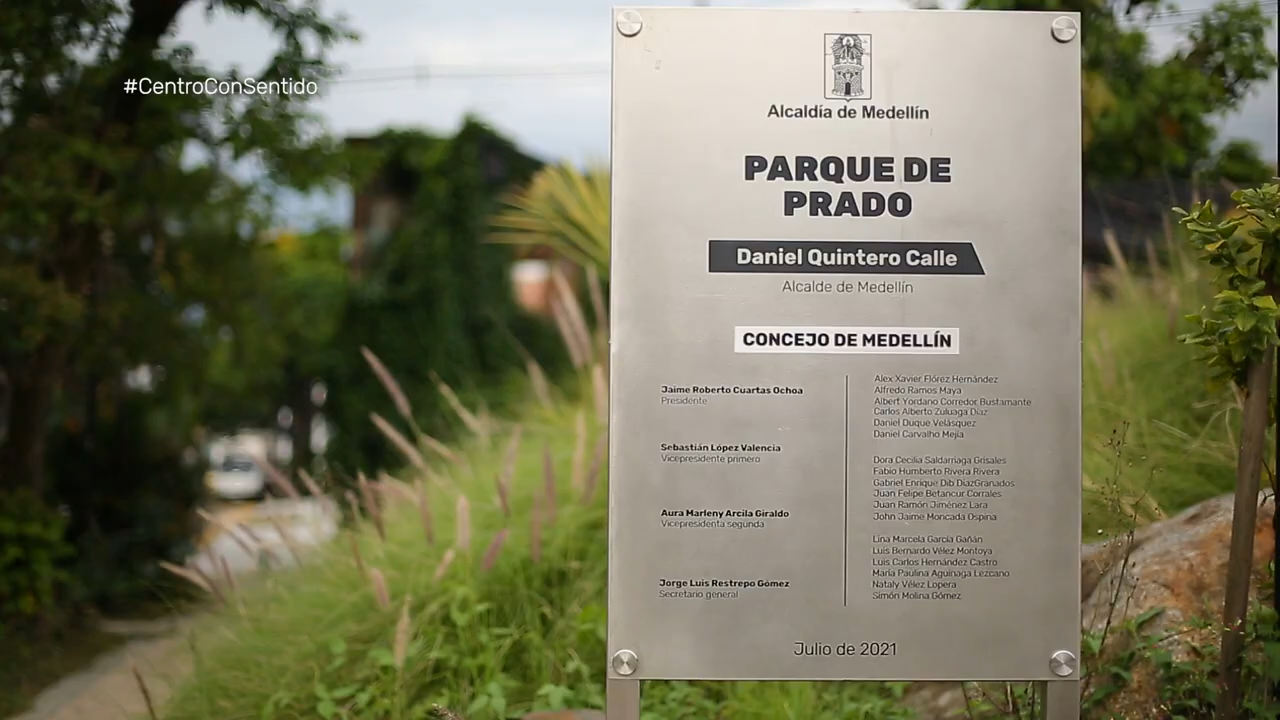 #CentroConSentido
Alcaldía de Medellín
PARQUE DE
PRADO
Daniel Quintero Calle
Alcalde de Medellín
CONCEJO DE MEDELLÍN
Jaime Roberto Cuartas Ochoa
Presidente
Sebastián López Valencia
Vicepresidente primero
Aura Marleny Arcila Giraldo
Vicepresidenta segunda
Jorge Luis Restrepo Gómez
Secretario general
Alex Xavier Flórez Hernández
Alfredo Ramos Maya
Albert Yordano Corredor Bustamante
Carlos Alberto Zuluaga Díaz
Daniel Duque Velásquez
Daniel Carvalho Mejía
Dora Cecilia Saldarriaga Grisales
Fabio Humberto Rivera Rivera
Gabriel Enrique Dib DíazGranados
Juan Felipe Betancur Corrales
Juan Ramón Jiménez Lara
John Jaime Moncada Ospina
Lina Marcela García Gañán
Luis Bernardo Vélez Montoya
Luis Carlos Hernández Castro
María Paulina Aguinaga Lezcano
Nataly Vélez Lopera
Simón Molina Gómez
Julio de 2021